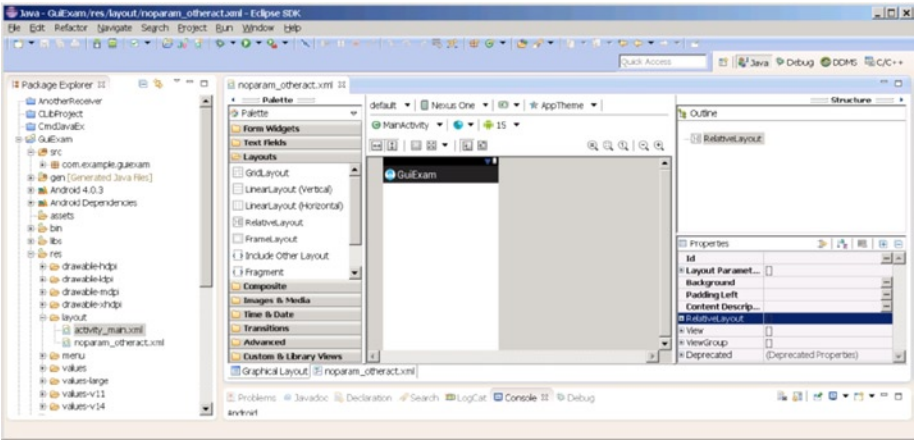 Java - GuiExam/res/layout/noparam_otheract.xml - Eclipse SDK
File Edit Refactor Navigate Search Project Run Window Help
Quick Access
Java
Debug
DDMS
C/C++
Package Explorer
AnotherReceiver
CLibProject
CmdJavaEx
GuiExam
src
com.example.guiexam
gen [Generated Java Files]
Android 4.0.3
Android Dependencies
assets
bin
libs
res
drawable-hdpi
drawable-ldpi
drawable-mdpi
drawable-xhdpi
layout
activity_main.xml
noparam_otheract.xml
menu
values
values-large
values-v11
values-v14
noparam_otheract.xml
Palette
Palette
Form Widgets
Text Fields
Layouts
GridLayout
LinearLayout (Vertical)
LinearLayout (Horizontal)
RelativeLayout
FrameLayout
Include Other Layout
Fragment
Composite
Images & Media
Time & Date
Transitions
Advanced
Custom & Library Views
default
Nexus One
AppTheme
MainActivity
15
GuiExam
Graphical Layout
noparam_otheract.xml
Structure
Outline
RelativeLayout
Properties
Id
Layout Paramet... []
Background
Padding Left
Content Descrip...
RelativeLayout
View []
ViewGroup []
Deprecated (Deprecated Properties)
Problems
Javadoc
Declaration
Search
LogCat
Console
Debug
Android